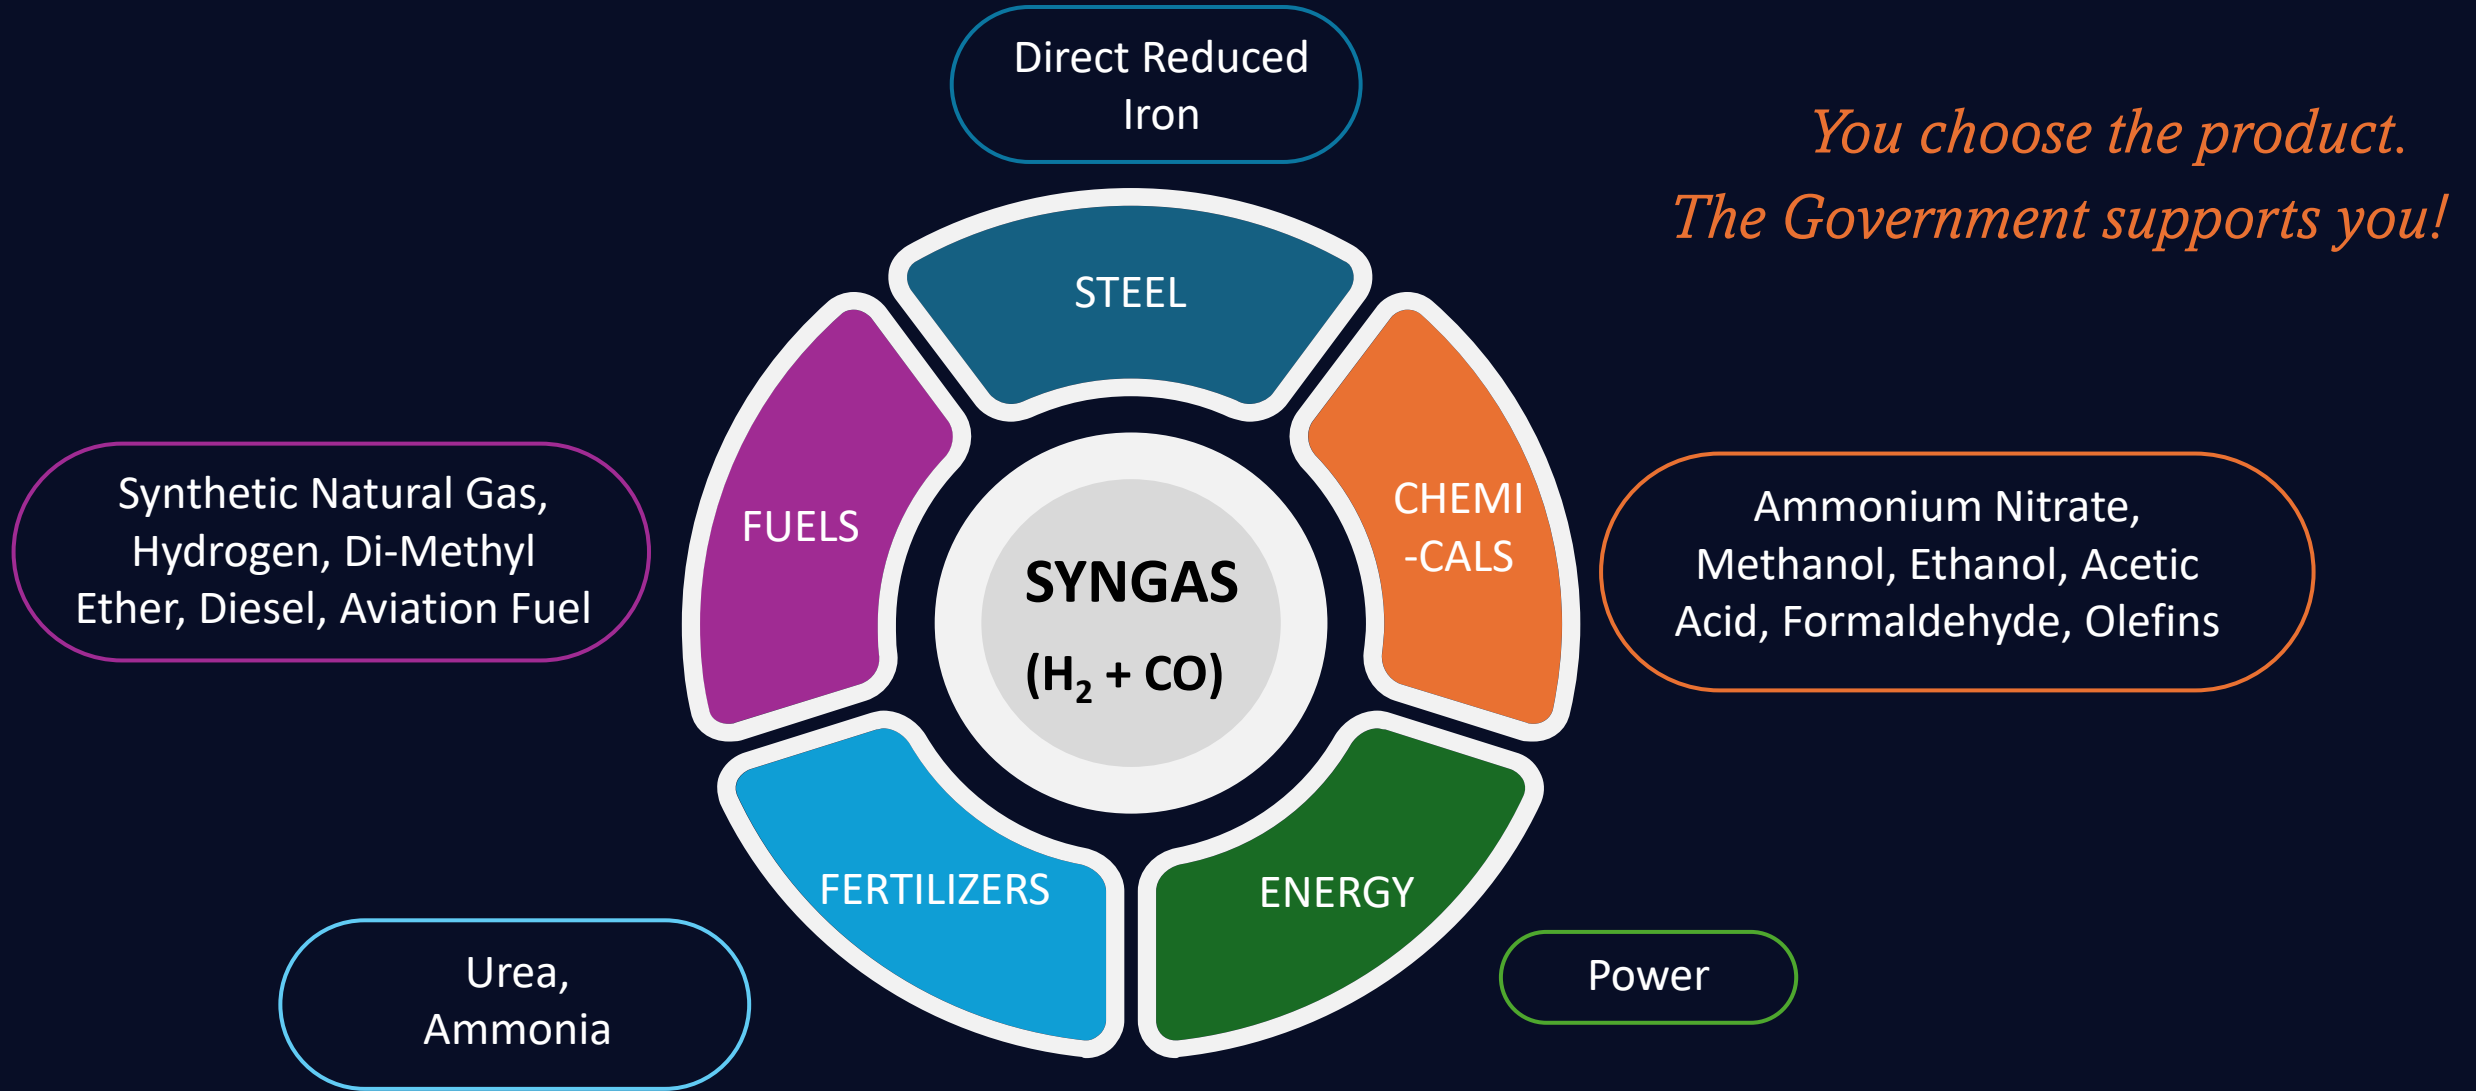 Direct Reduced
Iron
You choose the product.
The Government supports you!
STEEL
Synthetic Natural Gas,
Hydrogen, Di-Methyl
Ether, Diesel, Aviation Fuel
FUELS
CHEMI
-CALS
Ammonium Nitrate,
Methanol, Ethanol, Acetic
Acid, Formaldehyde, Olefins
SYNGAS
(H₂ + CO)
FERTILIZERS
ENERGY
Urea,
Ammonia
Power